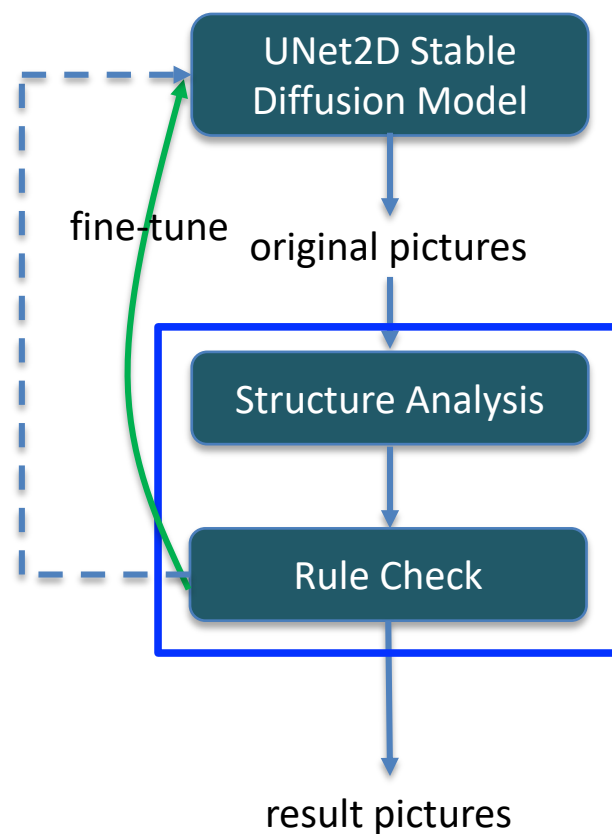 UNet2D Stable
Diffusion Model
fine-tune
original pictures
Structure Analysis
Rule Check
result pictures